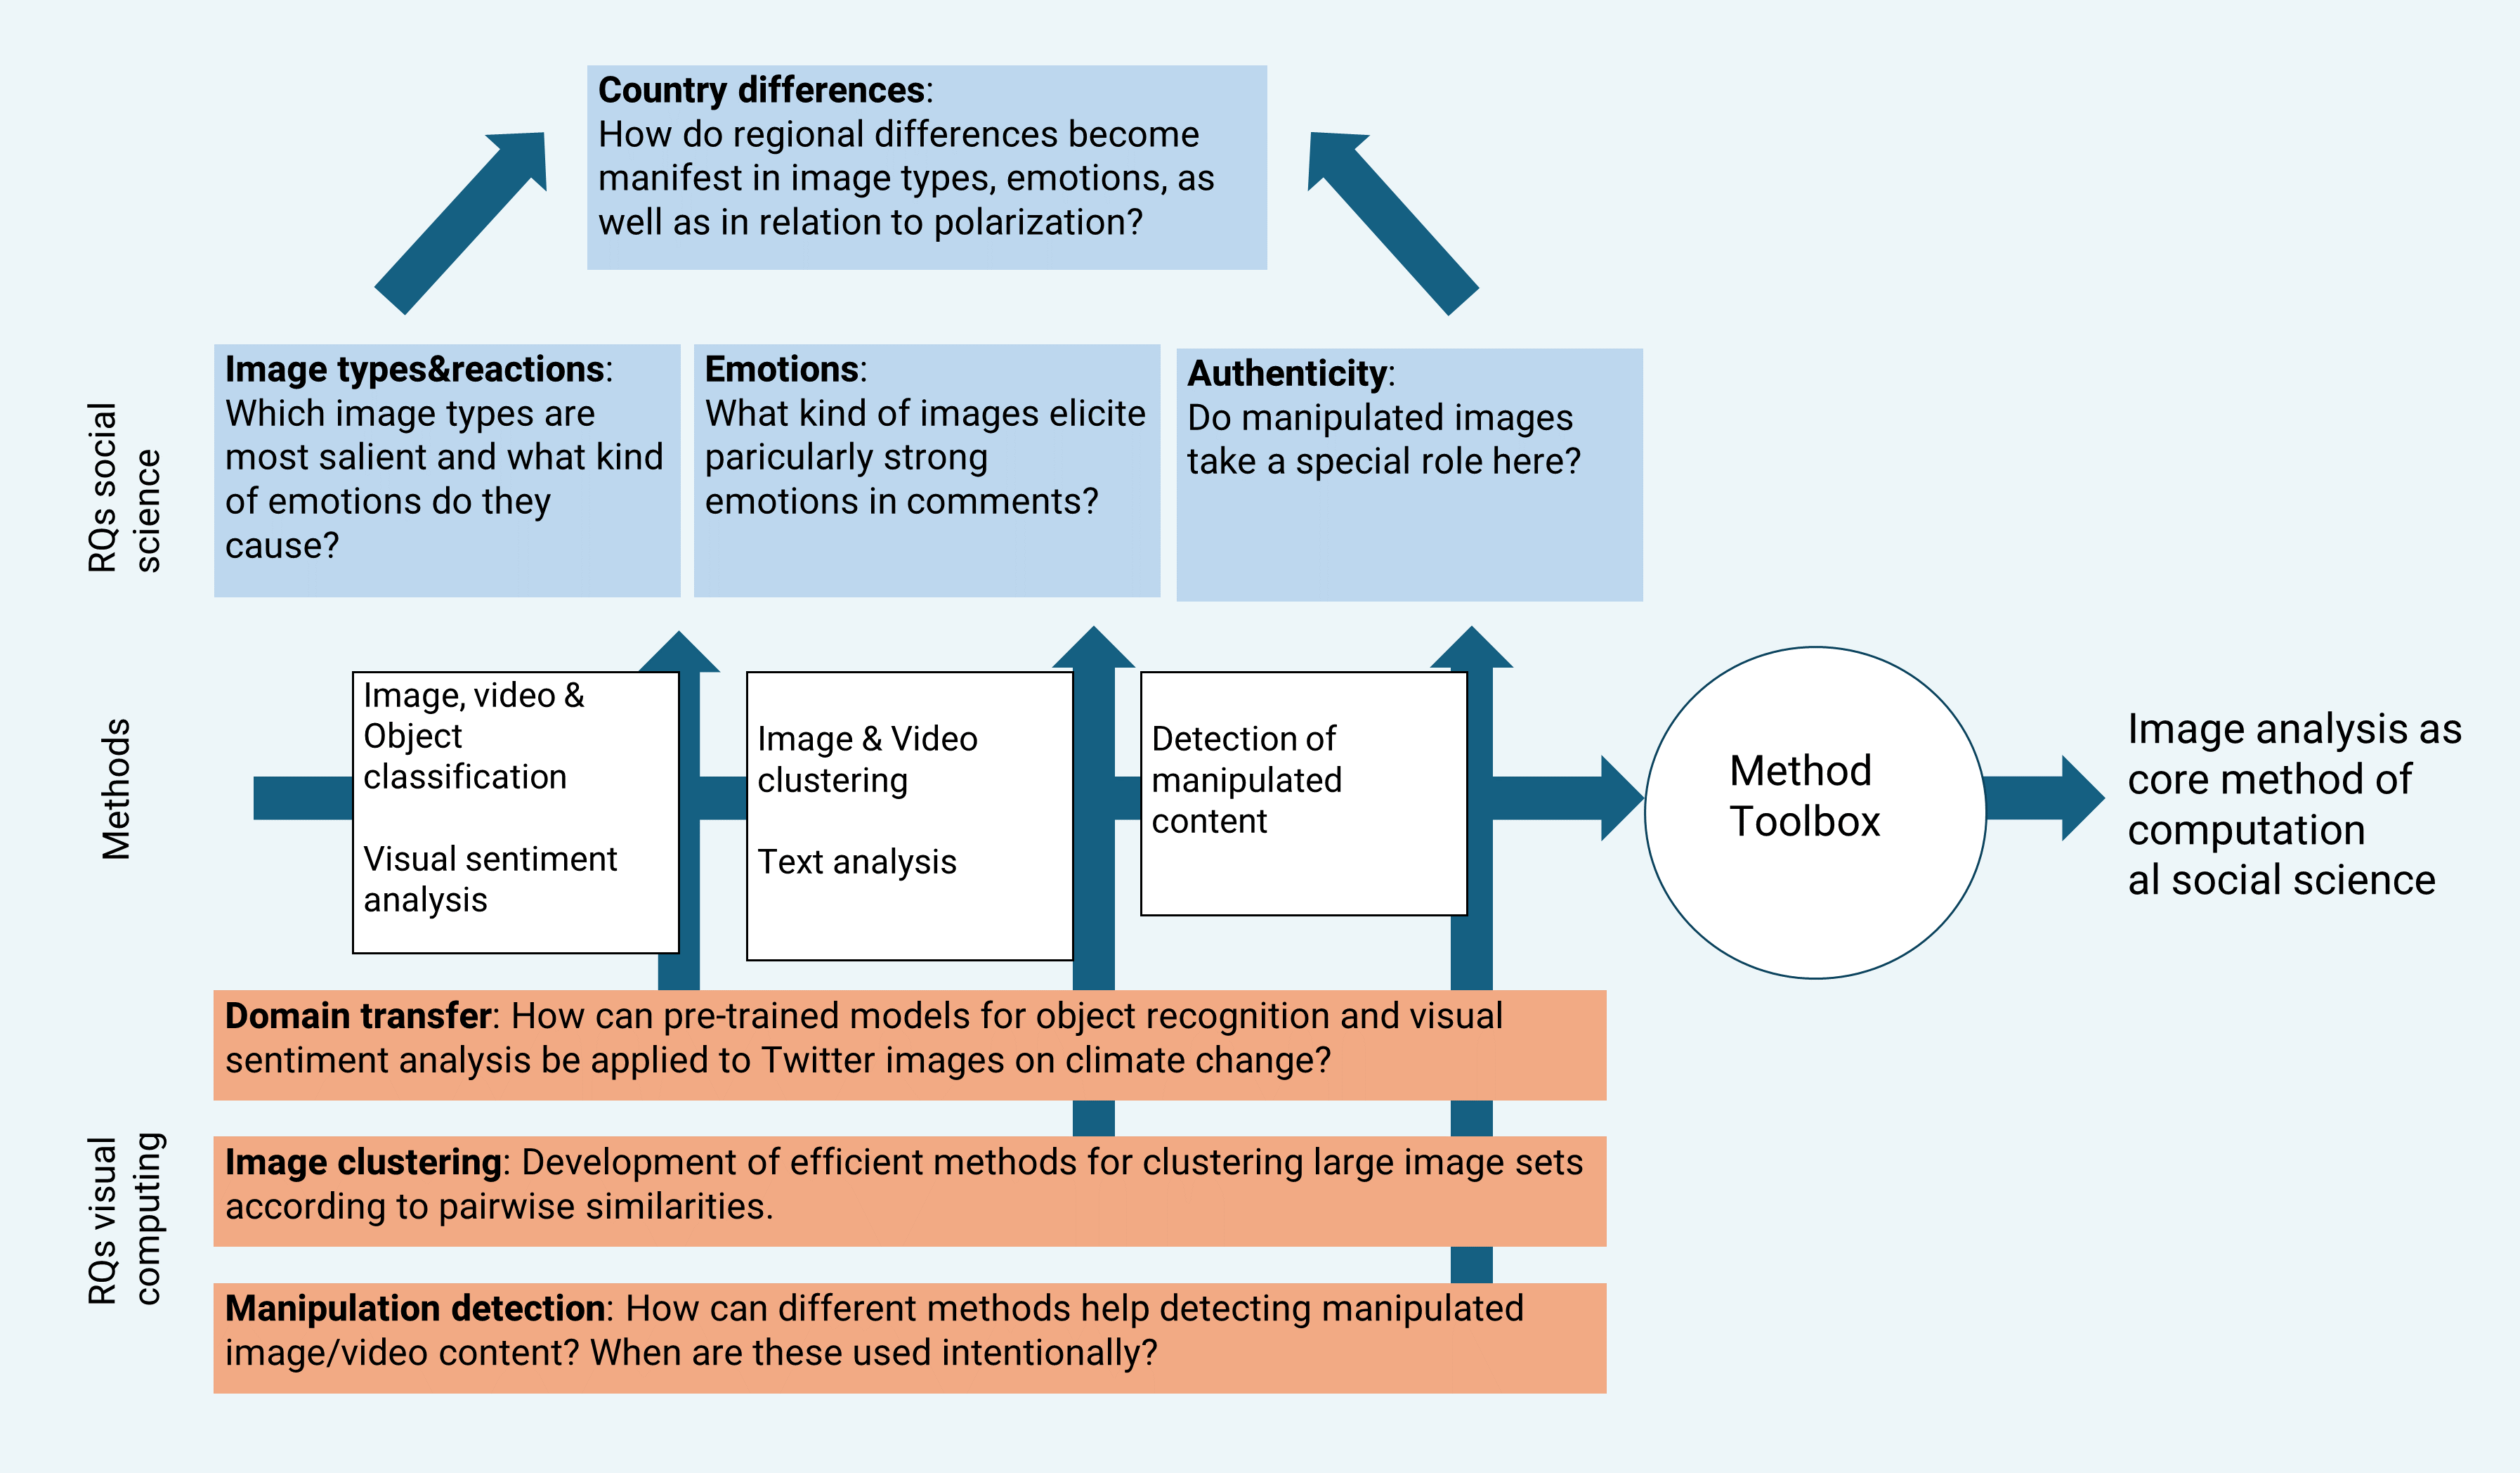 Country differences:
How do regional differences become
manifest in image types, emotions, as
well as in relation to polarization?
RQs social
science
Image types&reactions:
Which image types are
most salient and what kind
of emotions do they
cause?
Emotions:
What kind of images elicite
paricularly strong
emotions in comments?
Authenticity:
Do manipulated images
take a special role here?
Methods
Image, video &
Object
classification
Visual sentiment
analysis
Image & Video
clustering
Text analysis
Detection of
manipulated
content
Method
Toolbox
Image analysis as
core method of
computation
al social science
RQs visual
computing
Domain transfer: How can pre-trained models for object recognition and visual
sentiment analysis be applied to Twitter images on climate change?
Image clustering: Development of efficient methods for clustering large image sets
according to pairwise similarities.
Manipulation detection: How can different methods help detecting manipulated
image/video content? When are these used intentionally?